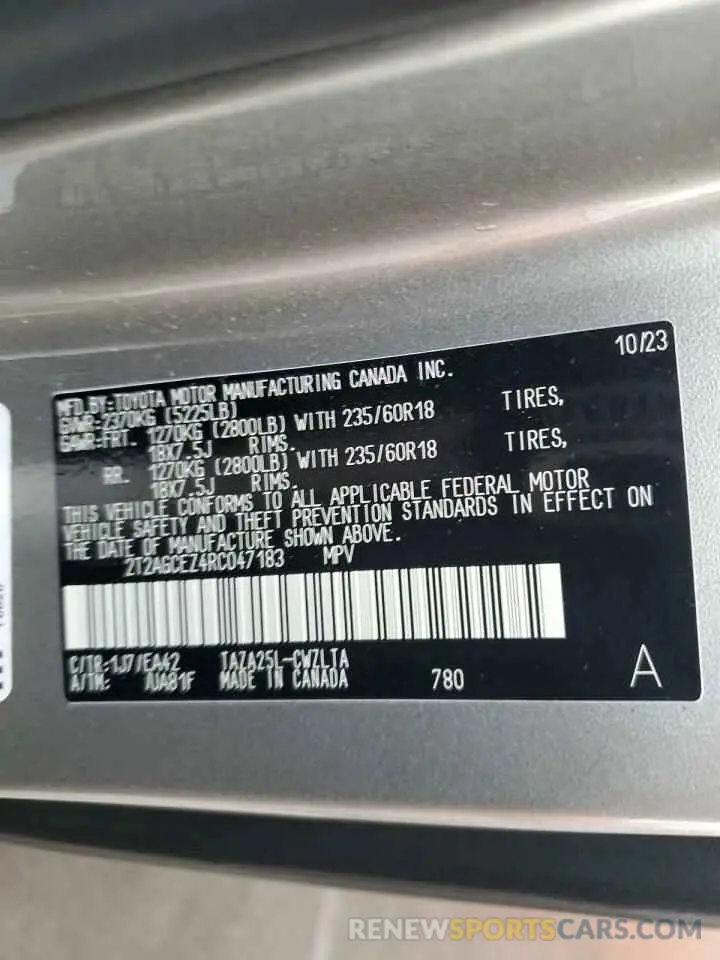 10/23
MFD.BY:TOYOTA MOTOR MANUFACTURING CANADA INC.
GVWR:2370KG (5225LB)
GAWR:FRT. 1270KG (2800LB) WITH 235/60R18 TIRES,
18X7.5J RIMS.
RR. 1270KG (2800LB) WITH 235/60R18 TIRES,
18X7.5J RIMS.
THIS VEHICLE CONFORMS TO ALL APPLICABLE FEDERAL MOTOR
VEHICLE SAFETY AND THEFT PREVENTION STANDARDS IN EFFECT ON
THE DATE OF MANUFACTURE SHOWN ABOVE.
2T2AGCEZ4RC047183 MPV
C/TR:1J7/EA42 TAZA25L-CWZLTA
A/TM: /UA81F MADE IN CANADA 780 A
RENEWSPORTSCARS.COM